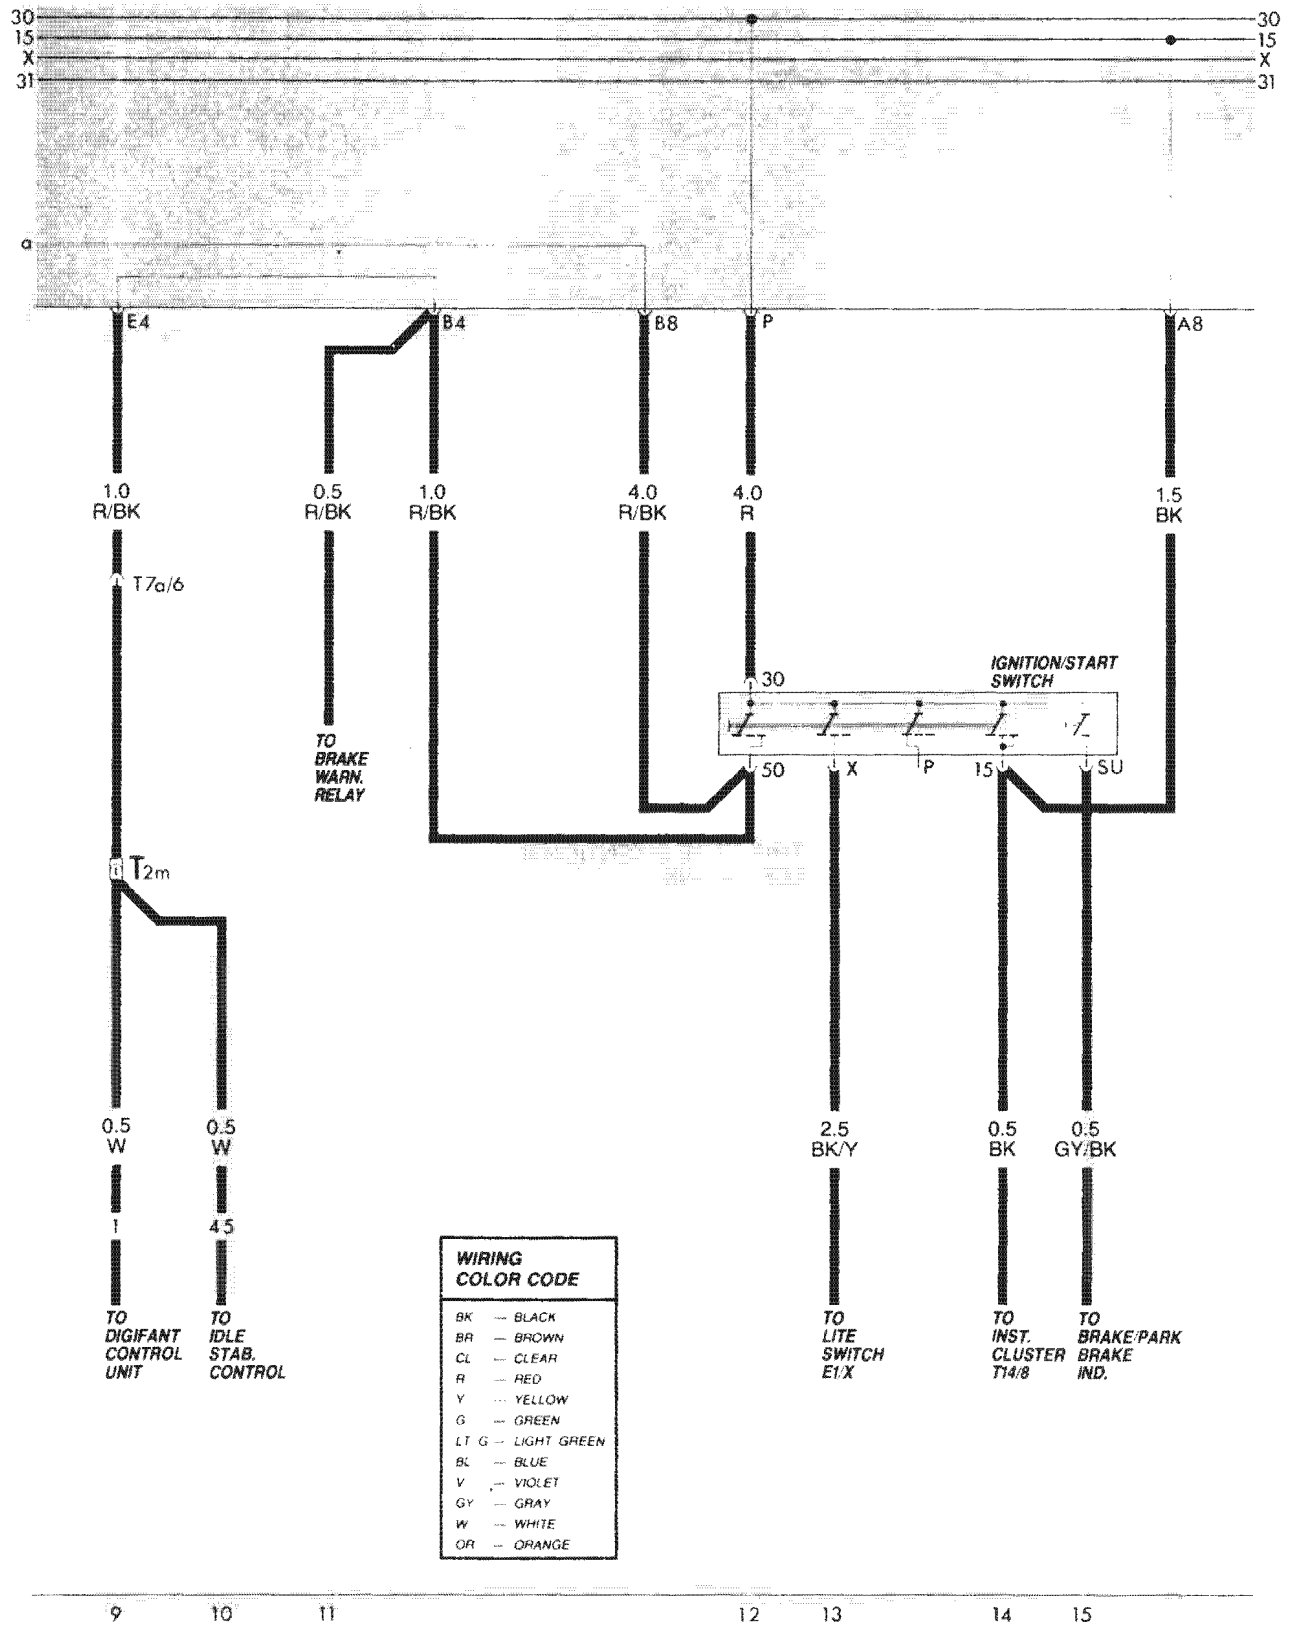 30 30
15 15
X X
31 31
a
E4 B4 B8 P A8
1.0 0.5 1.0 4.0 4.0 1.5
R/BK R/BK R/BK R/BK R BK
T7a/6
IGNITION/START
SWITCH
30
TO
BRAKE
WARN.
RELAY
50 X P 15 SU
T2m
0.5 0.5 2.5 0.5 0.5
W W BK/Y BK GY/BK
1 45
TO
DIGIFANT
CONTROL
UNIT
TO
IDLE
STAB.
CONTROL
WIRING
COLOR CODE
BK — BLACK
BR — BROWN
CL — CLEAR
R — RED
Y — YELLOW
G — GREEN
LT G — LIGHT GREEN
BL — BLUE
V — VIOLET
GY — GRAY
W — WHITE
OR — ORANGE
TO
LITE
SWITCH
E1/X
TO
INST.
CLUSTER
T14/8
TO
BRAKE/PARK
BRAKE
IND.
9 10 11 12 13 14 15